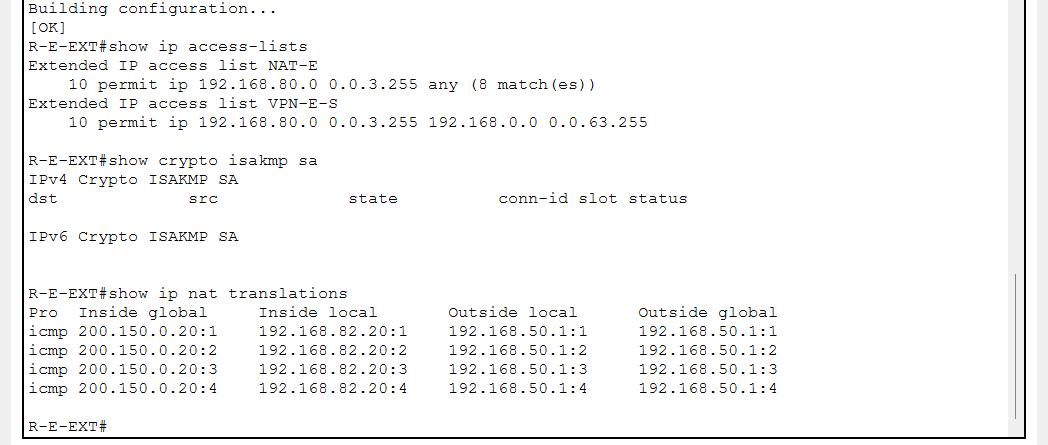 Building configuration...
[OK]
R-E-EXT#show ip access-lists
Extended IP access list NAT-E
    10 permit ip 192.168.80.0 0.0.3.255 any (8 match(es))
Extended IP access list VPN-E-S
    10 permit ip 192.168.80.0 0.0.3.255 192.168.0.0 0.0.63.255
R-E-EXT#show crypto isakmp sa
IPv4 Crypto ISAKMP SA
dst             src             state          conn-id slot status
IPv6 Crypto ISAKMP SA
R-E-EXT#show ip nat translations
Pro  Inside global     Inside local       Outside local      Outside global
icmp 200.150.0.20:1    192.168.82.20:1    192.168.50.1:1     192.168.50.1:1
icmp 200.150.0.20:2    192.168.82.20:2    192.168.50.1:2     192.168.50.1:2
icmp 200.150.0.20:3    192.168.82.20:3    192.168.50.1:3     192.168.50.1:3
icmp 200.150.0.20:4    192.168.82.20:4    192.168.50.1:4     192.168.50.1:4
R-E-EXT#